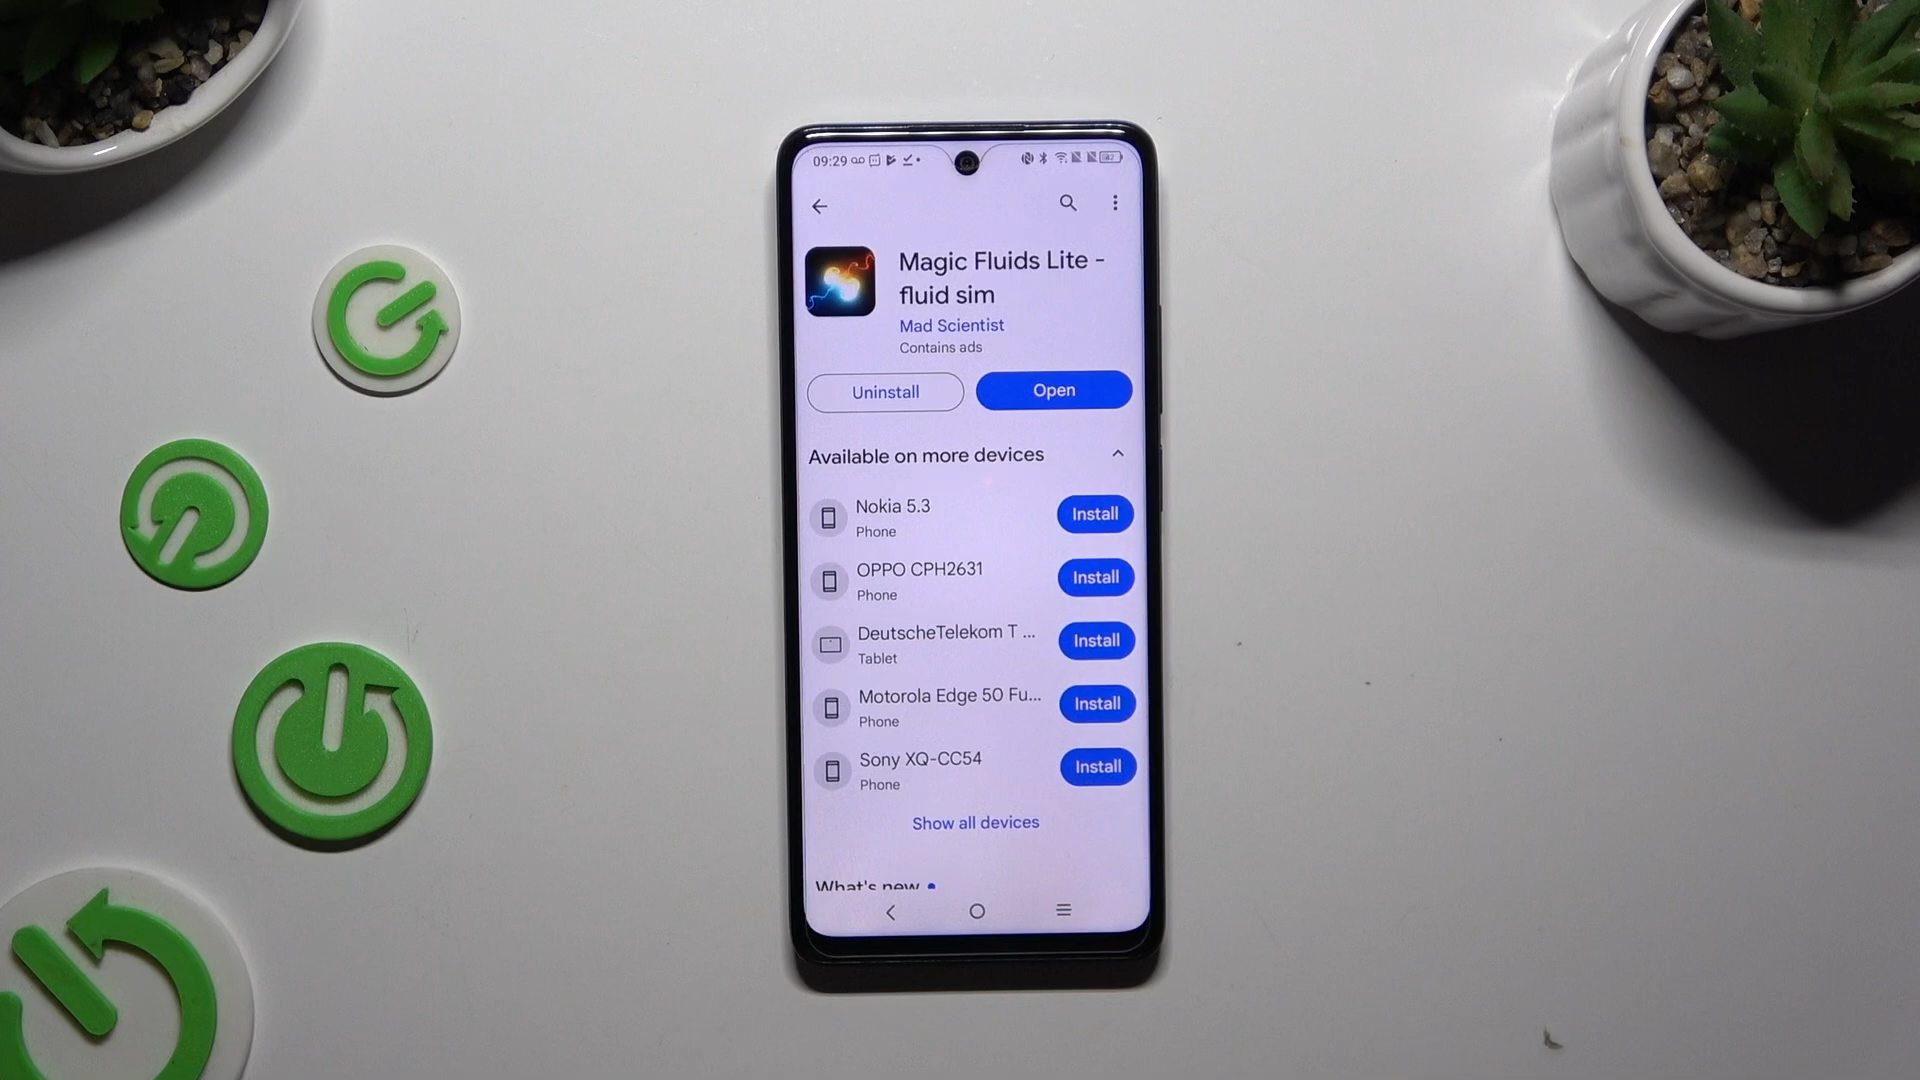 09:29
Magic Fluids Lite -
fluid sim
Mad Scientist
Contains ads
Uninstall
Open
Available on more devices
Nokia 5.3
Phone
Install
OPPO CPH2631
Phone
Install
DeutscheTelekom T ...
Tablet
Install
Motorola Edge 50 Fu...
Phone
Install
Sony XQ-CC54
Phone
Install
Show all devices
What's new